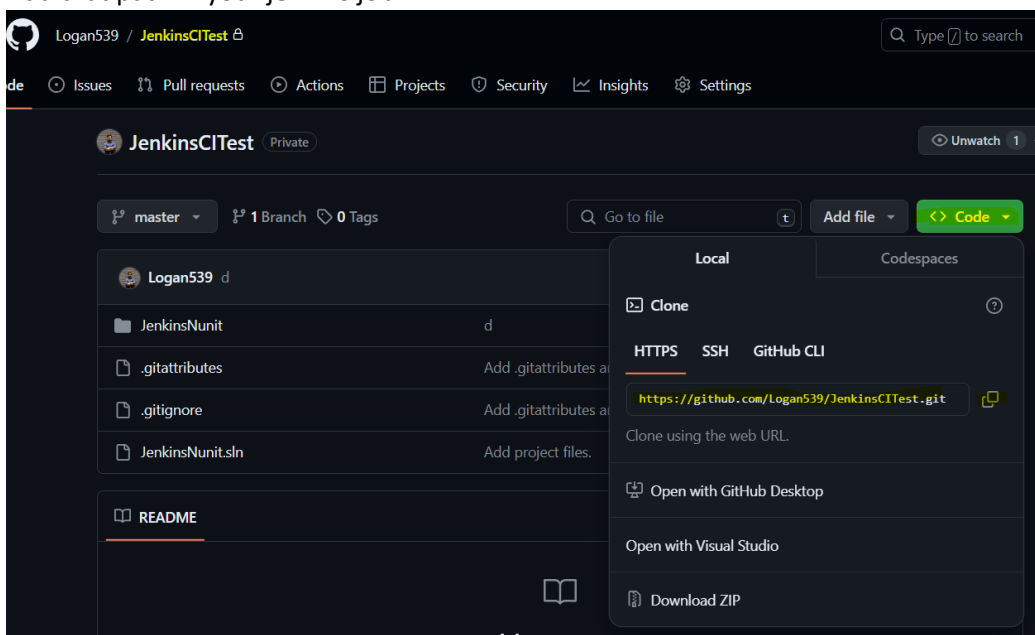 Logan539 / JenkinsCITest Type / to search
de Issues Pull requests Actions Projects Security Insights Settings
JenkinsCITest Private Unwatch 1
master 1 Branch 0 Tags Go to file t Add file <> Code
Local Codespaces
Logan539 d
Clone
JenkinsNunit d
HTTPS SSH GitHub CLI
.gitattributes Add .gitattributes a
https://github.com/Logan539/JenkinsCITest.git
.gitignore Add .gitattributes a
Clone using the web URL.
JenkinsNunit.sln Add project files.
Open with GitHub Desktop
README
Open with Visual Studio
Download ZIP